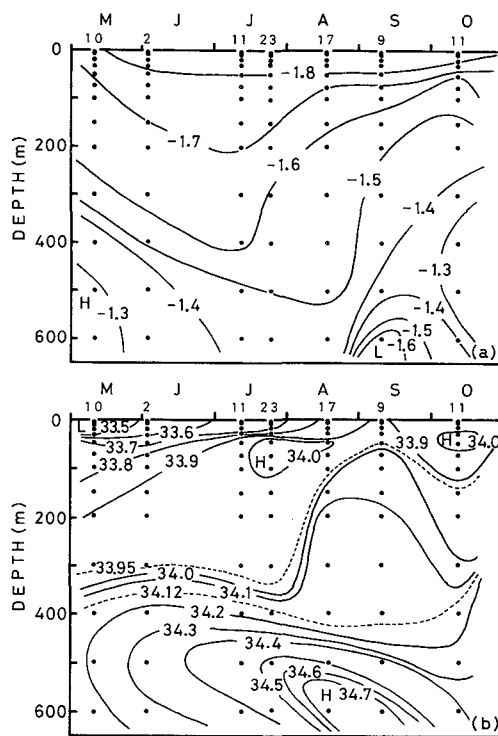 M J J A S O
10 2 11 23 17 9 11
0
200
400
600
DEPTH (m)
-1.8
-1.7
-1.6
-1.5
-1.4
-1.3
H
-1.3
-1.4
-1.4
-1.5
-1.6
L
(a)
M J J A S O
10 2 11 23 17 9 11
0
200
400
600
DEPTH (m)
L 33.5 33.6
33.7
33.8 33.9
H 34.0
33.9
H 34.0
33.95
34.0
34.12 34.1
34.2
34.3 34.4
34.6
34.5
H 34.7
(b)